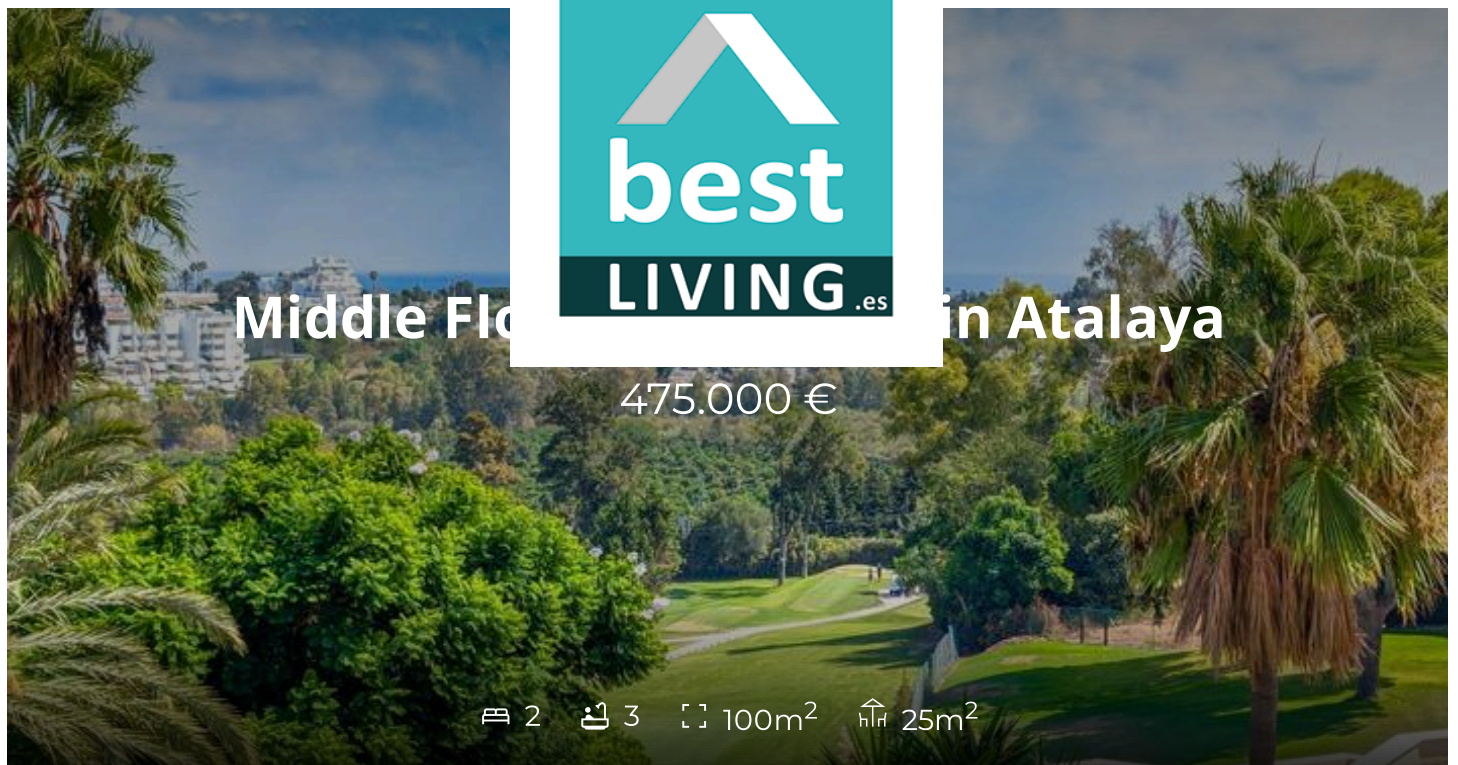 best
LIVING.es
Middle Flo in Atalaya
475.000 €
2 3 100m² 25m²